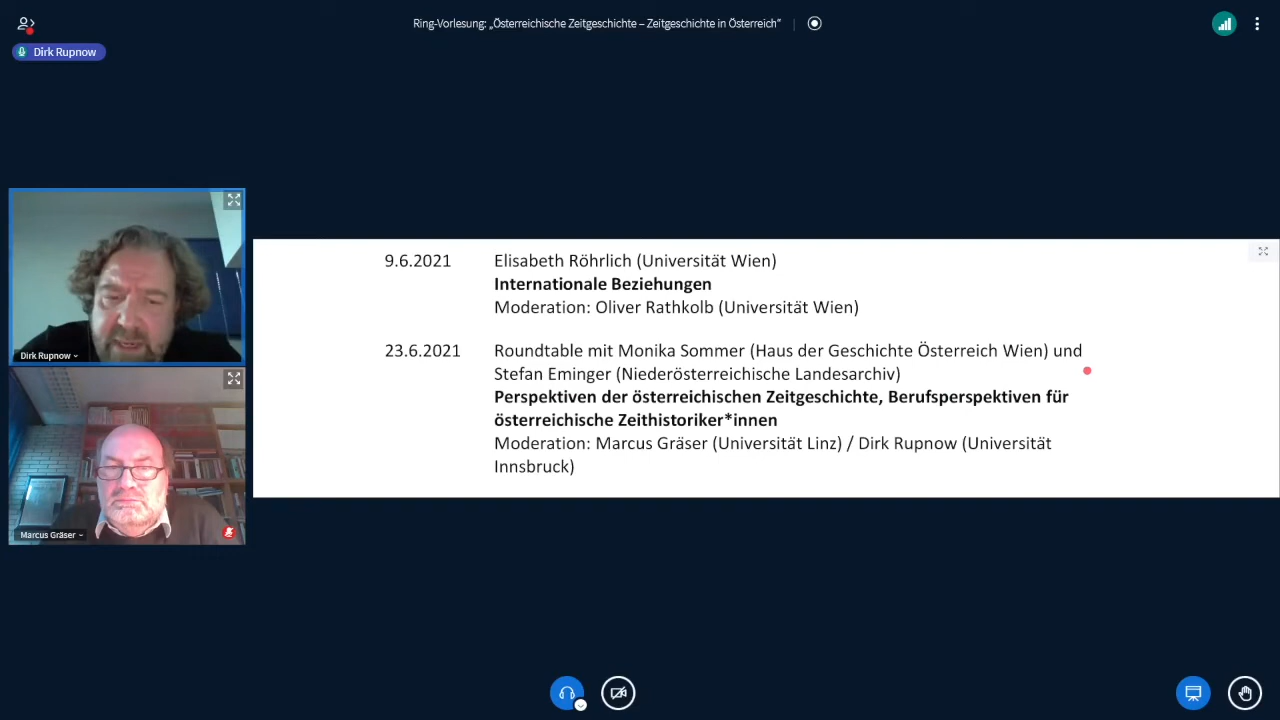 Ring-Vorlesung: „Österreichische Zeitgeschichte – Zeitgeschichte in Österreich"
Dirk Rupnow
Dirk Rupnow
Marcus Gräser
9.6.2021 Elisabeth Röhrlich (Universität Wien)
Internationale Beziehungen
Moderation: Oliver Rathkolb (Universität Wien)
23.6.2021 Roundtable mit Monika Sommer (Haus der Geschichte Österreich Wien) und
Stefan Eminger (Niederösterreichische Landesarchiv)
Perspektiven der österreichischen Zeitgeschichte, Berufsperspektiven für
österreichische Zeithistoriker*innen
Moderation: Marcus Gräser (Universität Linz) / Dirk Rupnow (Universität
Innsbruck)